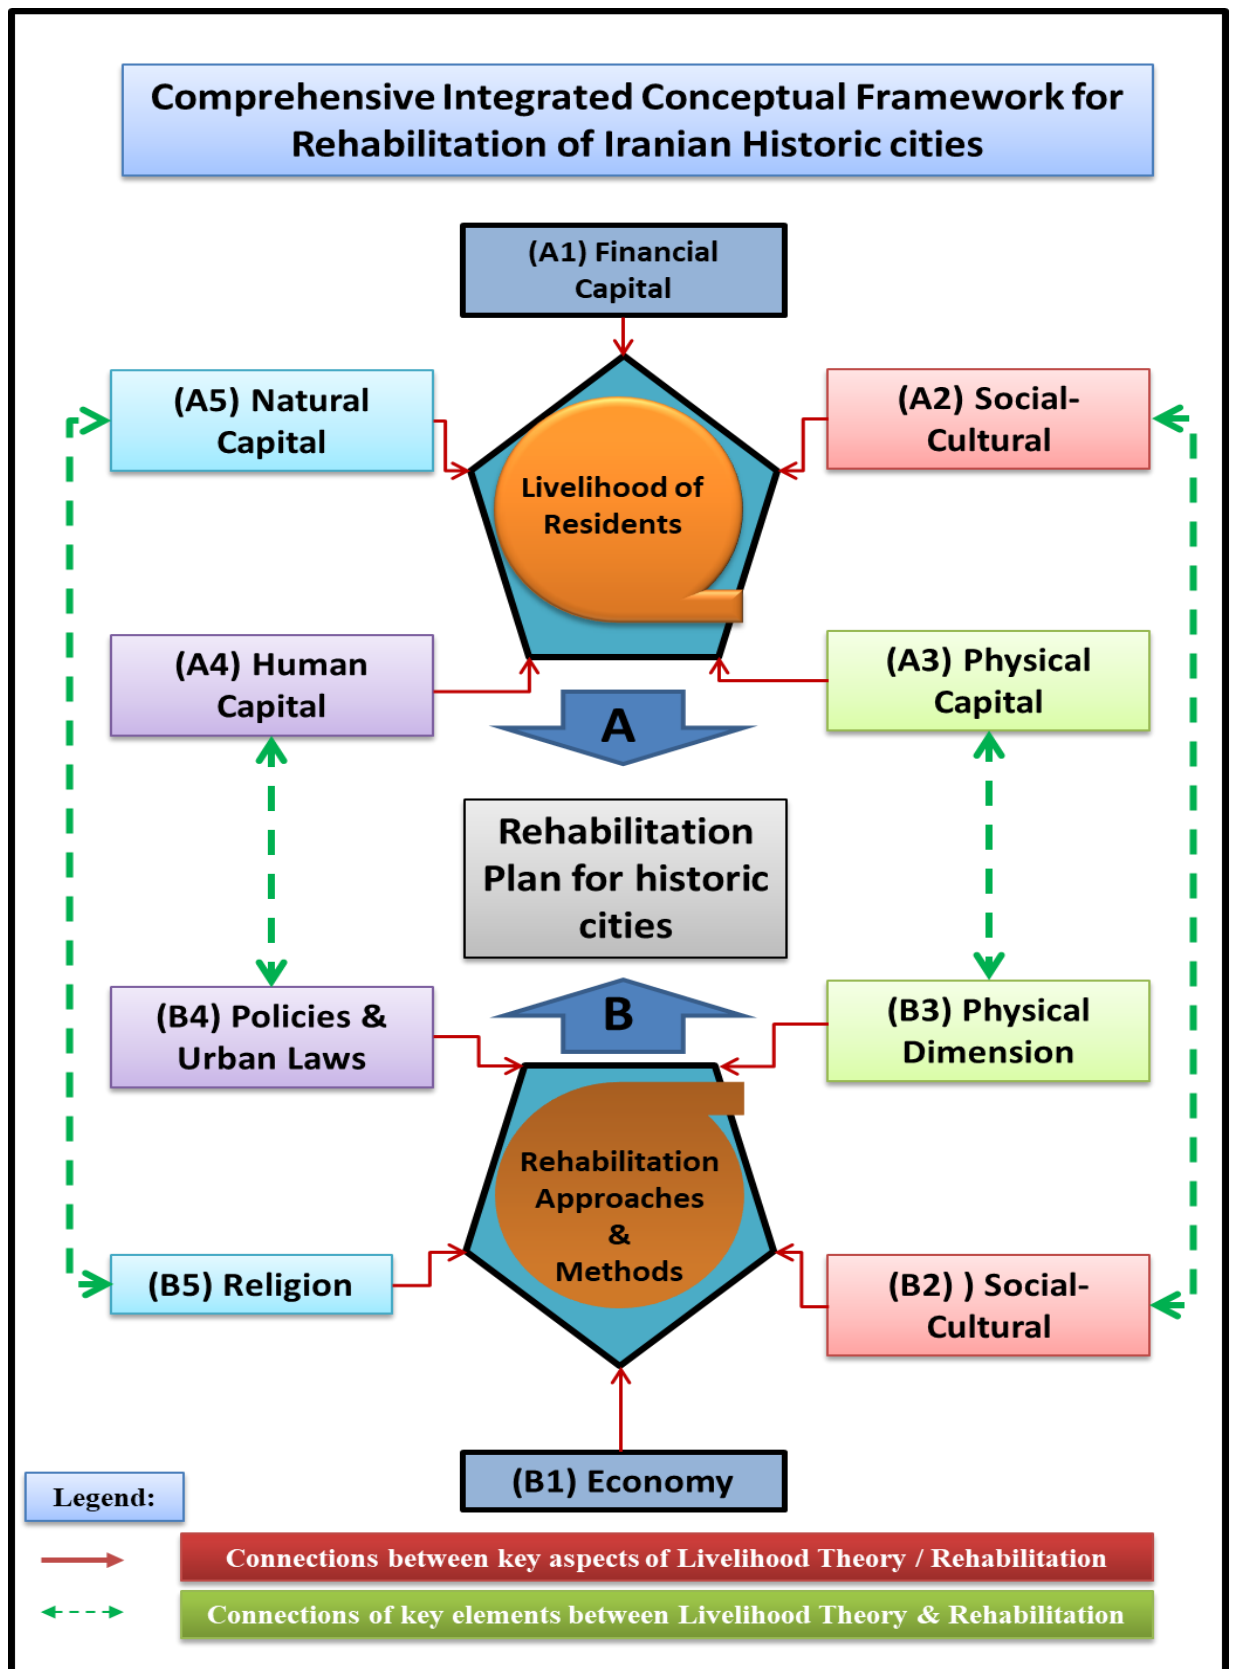 Comprehensive Integrated Conceptual Framework for
Rehabilitation of Iranian Historic cities
(A1) Financial
Capital
(A5) Natural
Capital
(A2) Social-
Cultural
Livelihood of
Residents
(A4) Human
Capital
(A3) Physical
Capital
A
Rehabilitation
Plan for historic
cities
B
(B4) Policies &
Urban Laws
(B3) Physical
Dimension
Rehabilitation
Approaches
&
Methods
(B5) Religion
(B2) ) Social-
Cultural
(B1) Economy
Legend:
Connections between key aspects of Livelihood Theory / Rehabilitation
Connections of key elements between Livelihood Theory & Rehabilitation